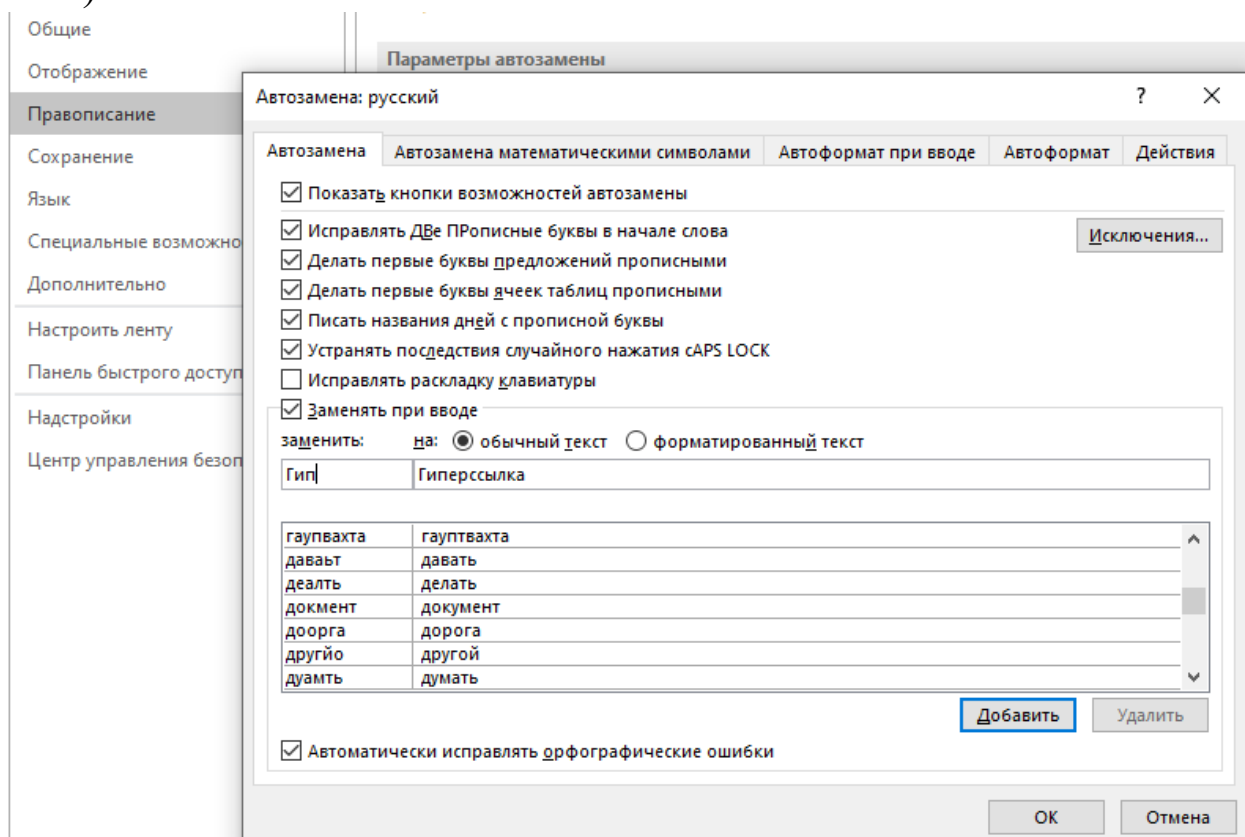 )
Общие
Отображение
Правописание
Сохранение
Язык
Специальные возможно
Дополнительно
Настроить ленту
Панель быстрого доступ
Надстройки
Центр управления безоп
Параметры автозамены
Автозамена: русский ?
Автозамена Автозамена математическими символами Автоформат при вводе Автоформат Действия
Показать кнопки возможностей автозамены
Исправлять ДВе ПРописные буквы в начале слова Исключения...
Делать первые буквы предложений прописными
Делать первые буквы ячеек таблиц прописными
Писать названия дней с прописной буквы
Устранять последствия случайного нажатия cAPS LOCK
Исправлять раскладку клавиатуры
Заменять при вводе
заменить: на: обычный текст форматированный текст
Гип Гиперссылка
гаупвахта гауптвахта
даваьт давать
деалть делать
докмент документ
доорга дорога
другйо другой
дуамть думать
Добавить Удалить
Автоматически исправлять орфографические ошибки
ОК Отмена